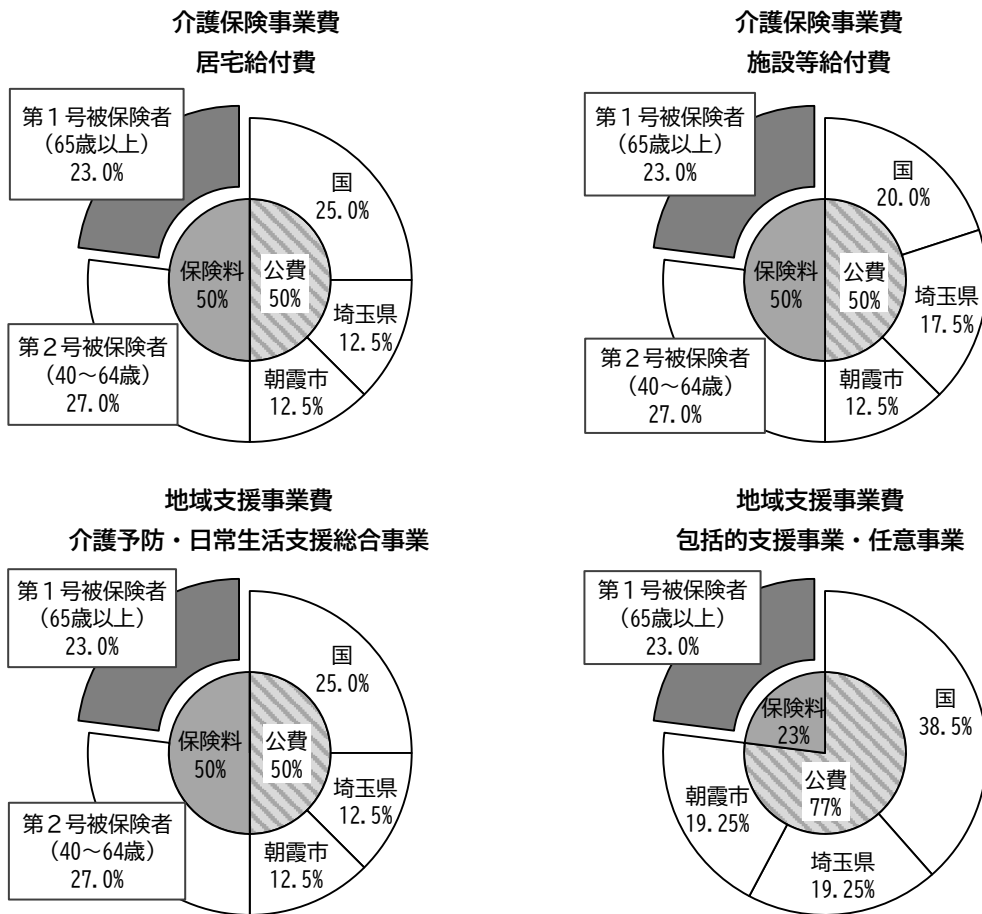 介護保険事業費
居宅給付費
第１号被保険者
（65歳以上）
23.0%
国
25.0%
保険料
50%
公費
50%
埼玉県
12.5%
第２号被保険者
（40～64歳）
27.0%
朝霞市
12.5%
介護保険事業費
施設等給付費
第１号被保険者
（65歳以上）
23.0%
国
20.0%
保険料
50%
公費
50%
埼玉県
17.5%
第２号被保険者
（40～64歳）
27.0%
朝霞市
12.5%
地域支援事業費
介護予防・日常生活支援総合事業
第１号被保険者
（65歳以上）
23.0%
国
25.0%
保険料
50%
公費
50%
埼玉県
12.5%
第２号被保険者
（40～64歳）
27.0%
朝霞市
12.5%
地域支援事業費
包括的支援事業・任意事業
第１号被保険者
（65歳以上）
23.0%
国
38.5%
保険料
23%
公費
77%
朝霞市
19.25%
埼玉県
19.25%